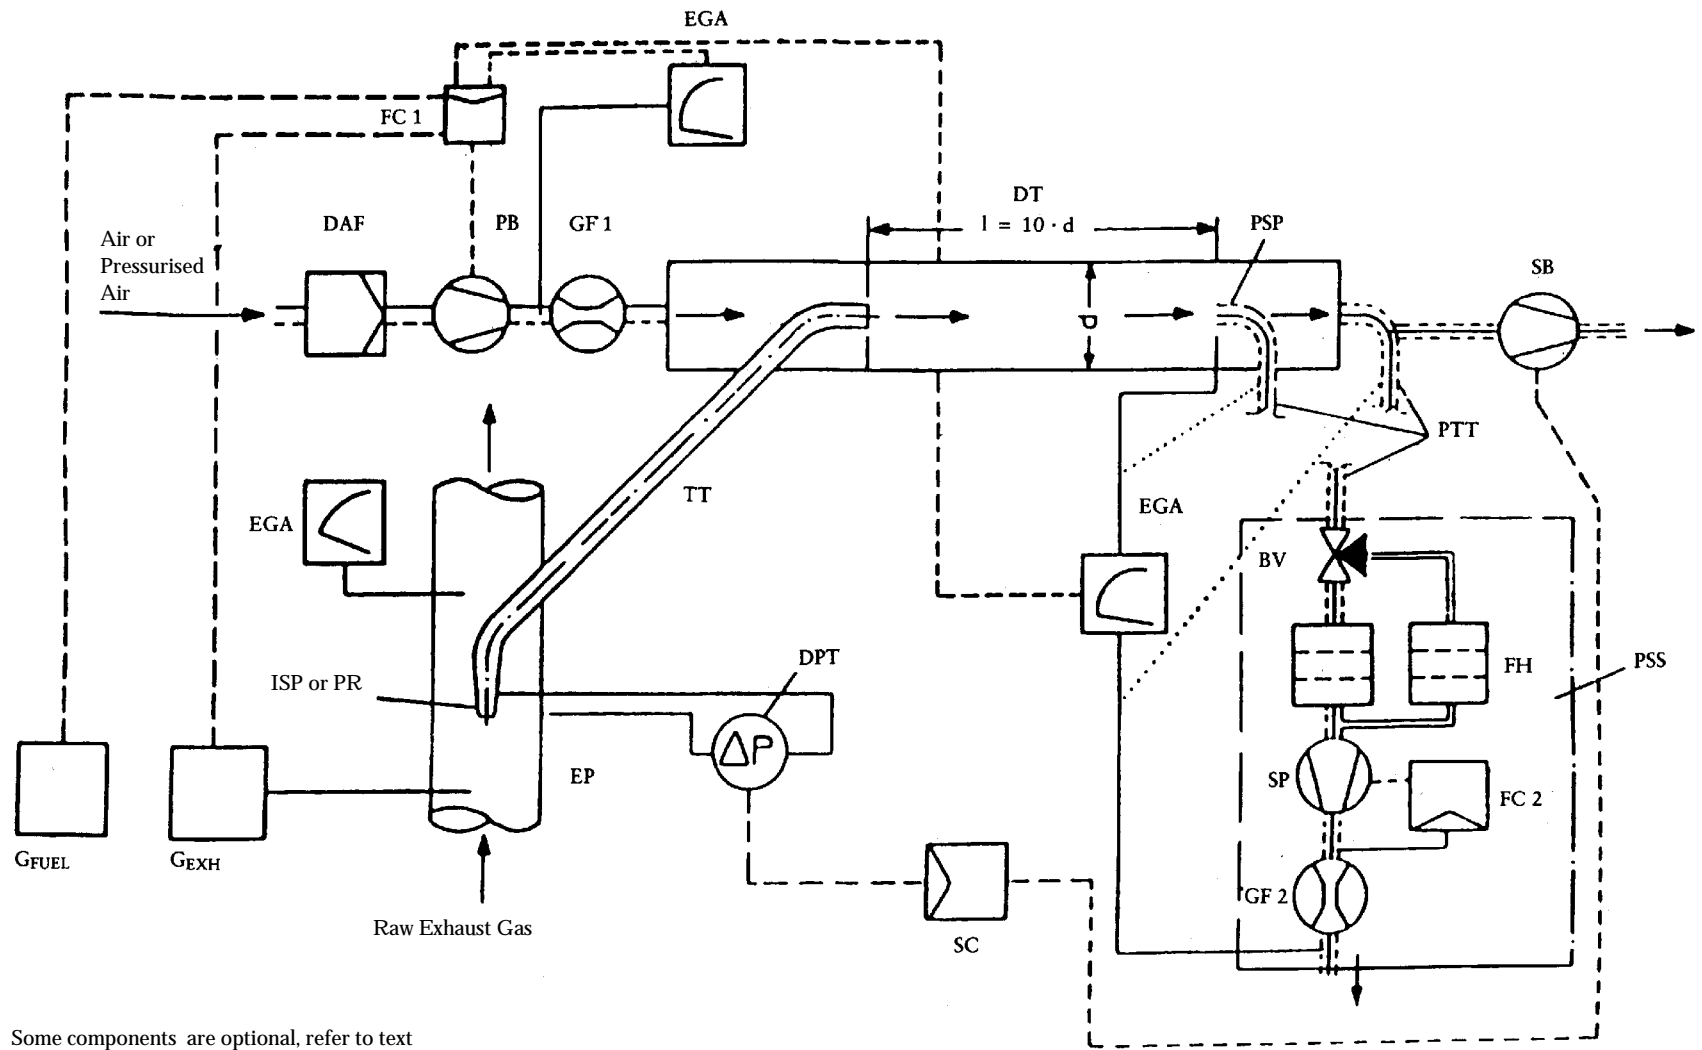 EGA
FC 1
DT
DAF
PB
GF 1
l = 10 · d
PSP
Air or
Pressurised
Air
SB
d
PTT
TT
EGA
EGA
BV
DPT
FH
PSS
ISP or PR
ΔP
EP
SP
FC 2
GFUEL
GEXH
GF 2
Raw Exhaust Gas
SC
Some components are optional, refer to text